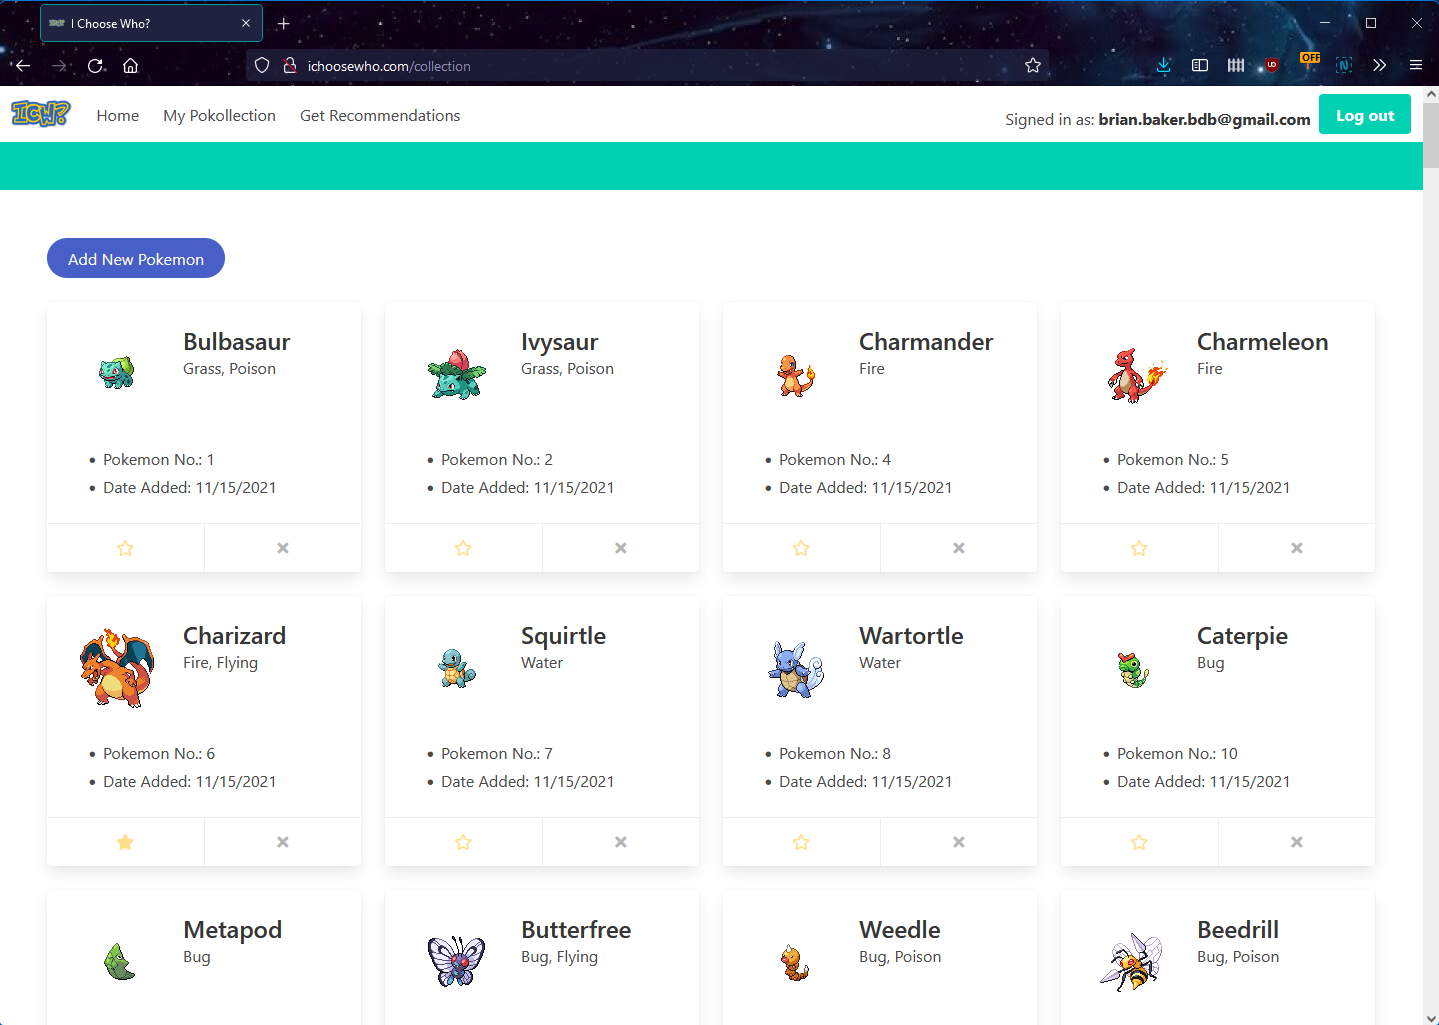 I Choose Who?
ichoosewho.com/collection
OFF
ICW?
Home
My Pokollection
Get Recommendations
Signed in as: brian.baker.bdb@gmail.com
Log out
Add New Pokemon
Bulbasaur
Grass, Poison
Pokemon No.: 1
Date Added: 11/15/2021
Ivysaur
Grass, Poison
Pokemon No.: 2
Date Added: 11/15/2021
Charmander
Fire
Pokemon No.: 4
Date Added: 11/15/2021
Charmeleon
Fire
Pokemon No.: 5
Date Added: 11/15/2021
Charizard
Fire, Flying
Pokemon No.: 6
Date Added: 11/15/2021
Squirtle
Water
Pokemon No.: 7
Date Added: 11/15/2021
Wartortle
Water
Pokemon No.: 8
Date Added: 11/15/2021
Caterpie
Bug
Pokemon No.: 10
Date Added: 11/15/2021
Metapod
Bug
Butterfree
Bug, Flying
Weedle
Bug, Poison
Beedrill
Bug, Poison